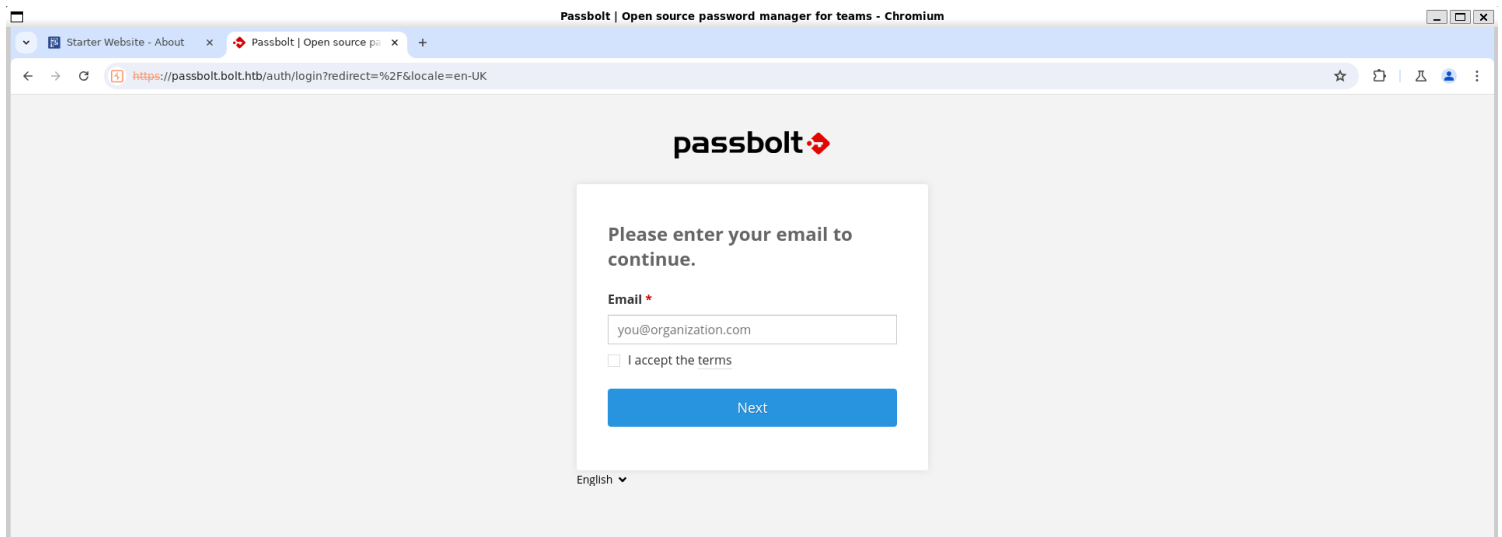 Passbolt | Open source password manager for teams - Chromium
Starter Website - About
Passbolt | Open source pa
https://passbolt.bolt.htb/auth/login?redirect=%2F&locale=en-UK
passbolt
Please enter your email to
continue.
Email *
you@organization.com
I accept the terms
Next
English